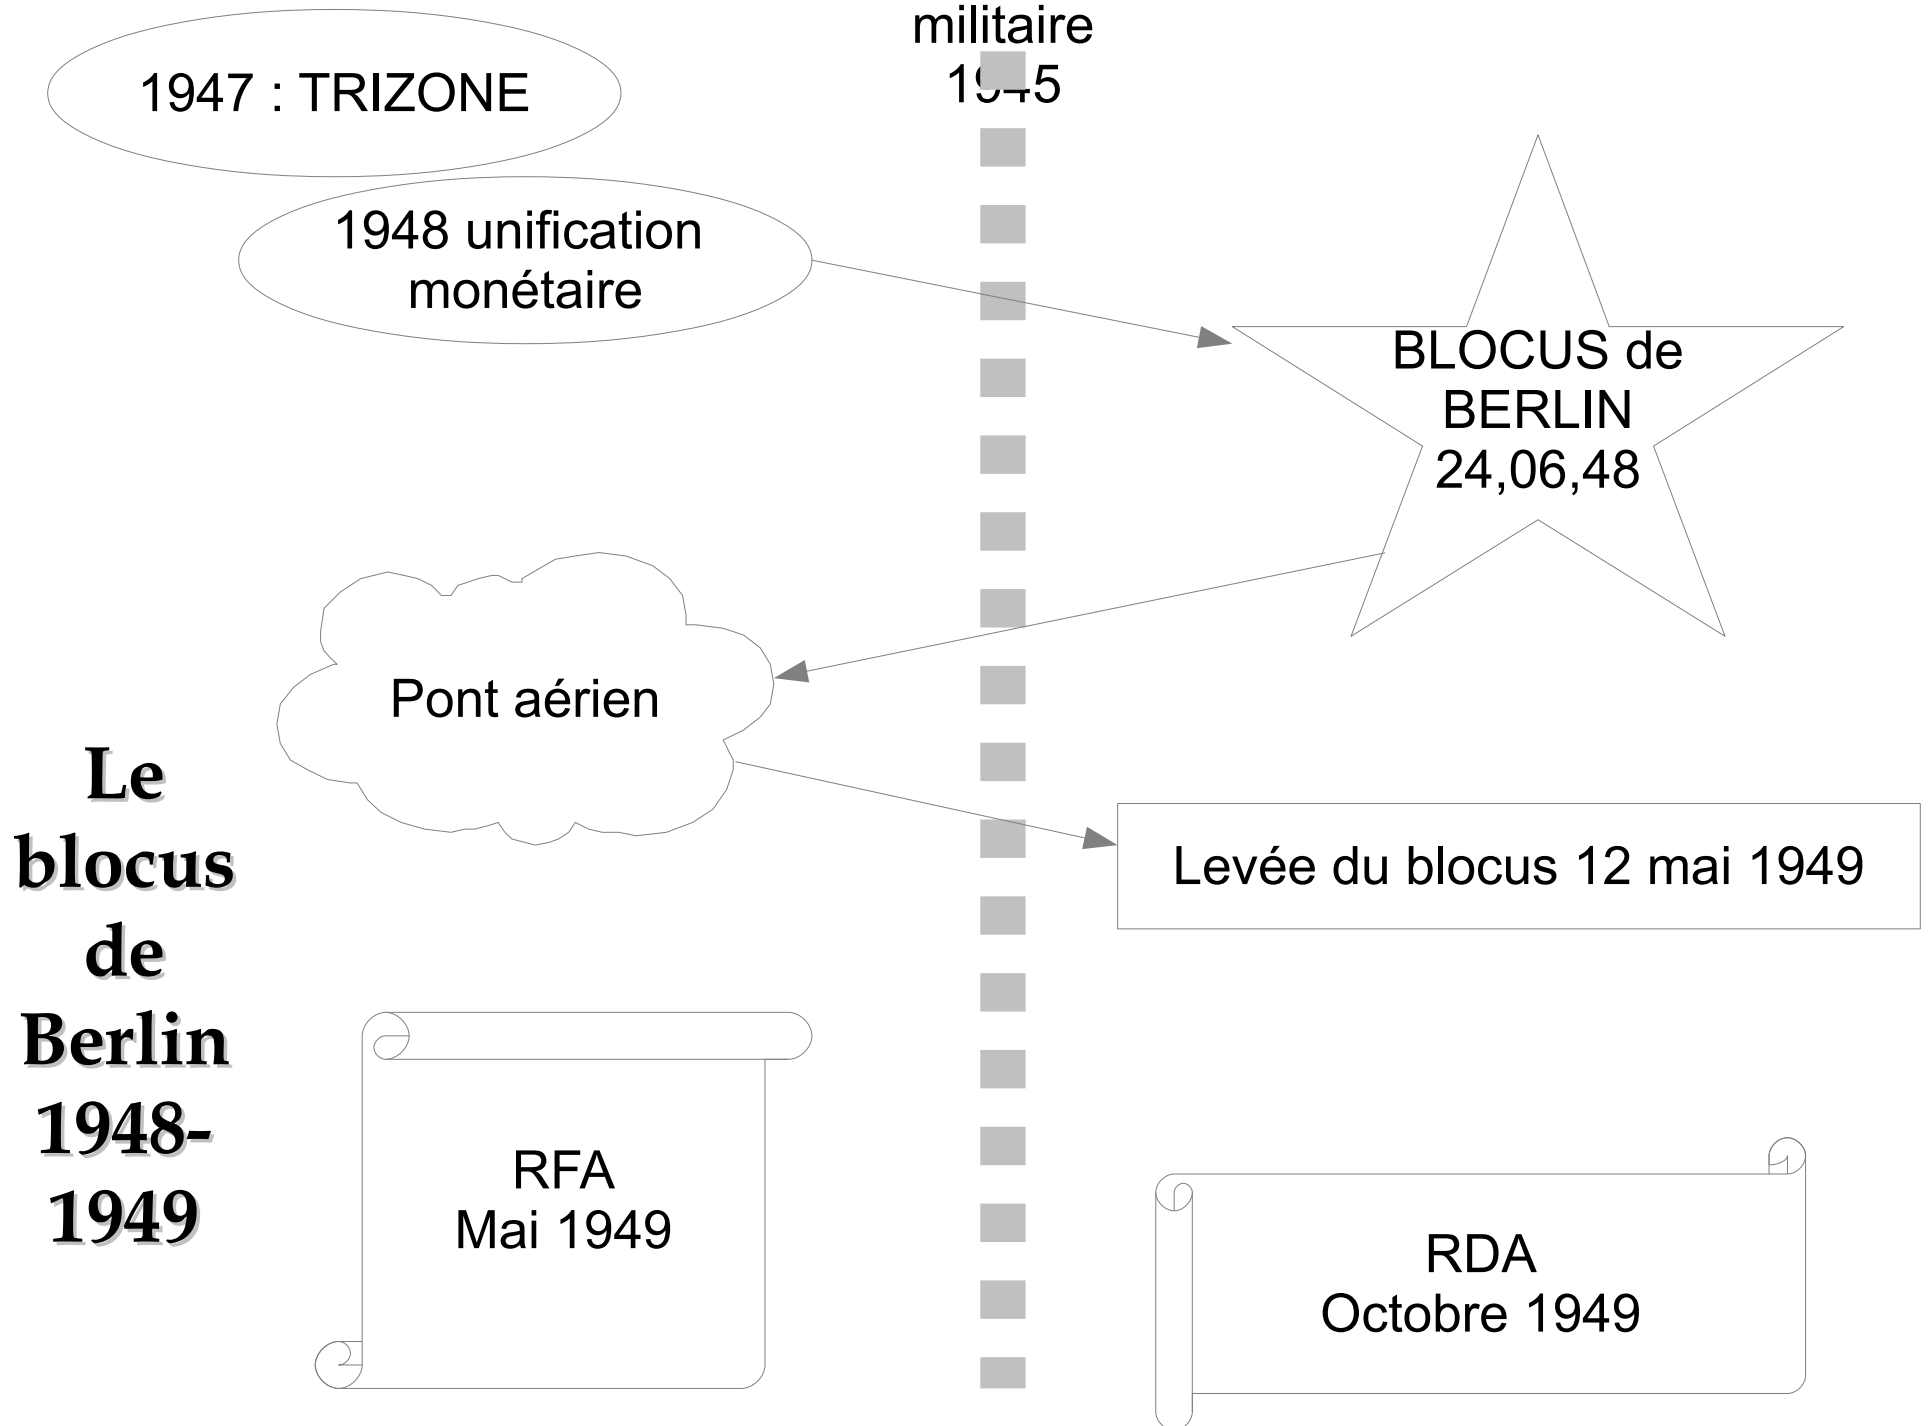 militaire
1945
1947 : TRIZONE
1948 unification
monétaire
BLOCUS de
BERLIN
24,06,48
Pont aérien
Levée du blocus 12 mai 1949
Le
blocus
de
Berlin
1948-
1949
RFA
Mai 1949
RDA
Octobre 1949